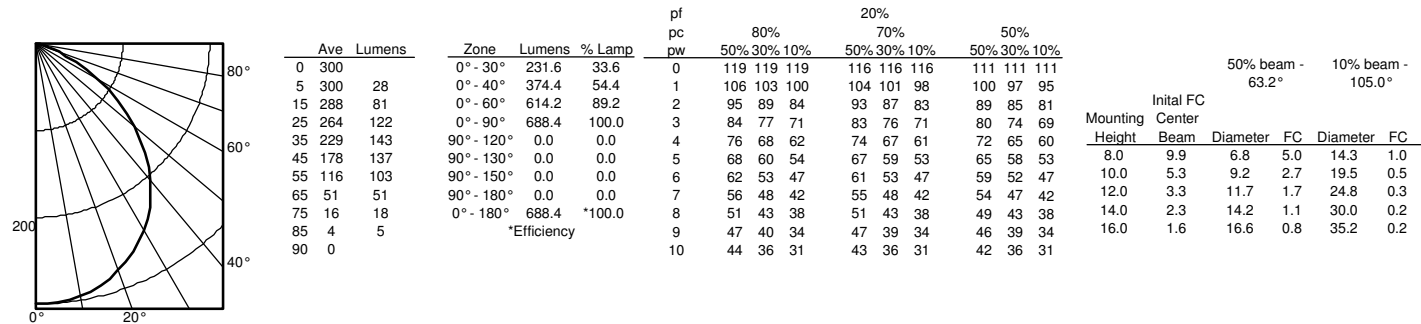 80°
60°
200
40°
0° 20°
Ave Lumens
0 300
5 300 28
15 288 81
25 264 122
35 229 143
45 178 137
55 116 103
65 51 51
75 16 18
85 4 5
90 0
Zone Lumens % Lamp
0° - 30° 231.6 33.6
0° - 40° 374.4 54.4
0° - 60° 614.2 89.2
0° - 90° 688.4 100.0
90° - 120° 0.0 0.0
90° - 130° 0.0 0.0
90° - 150° 0.0 0.0
90° - 180° 0.0 0.0
0° - 180° 688.4 *100.0
*Efficiency
pf 20%
pc 80% 70% 50%
pw 50% 30% 10% 50% 30% 10% 50% 30% 10%
0 119 119 119 116 116 116 111 111 111
1 106 103 100 104 101 98 100 97 95
2 95 89 84 93 87 83 89 85 81
3 84 77 71 83 76 71 80 74 69
4 76 68 62 74 67 61 72 65 60
5 68 60 54 67 59 53 65 58 53
6 62 53 47 61 53 47 59 52 47
7 56 48 42 55 48 42 54 47 42
8 51 43 38 51 43 38 49 43 38
9 47 40 34 47 39 34 46 39 34
10 44 36 31 43 36 31 42 36 31
50% beam - 10% beam -
63.2° 105.0°
Inital FC
Mounting Center
Height Beam Diameter FC Diameter FC
8.0 9.9 6.8 5.0 14.3 1.0
10.0 5.3 9.2 2.7 19.5 0.5
12.0 3.3 11.7 1.7 24.8 0.3
14.0 2.3 14.2 1.1 30.0 0.2
16.0 1.6 16.6 0.8 35.2 0.2